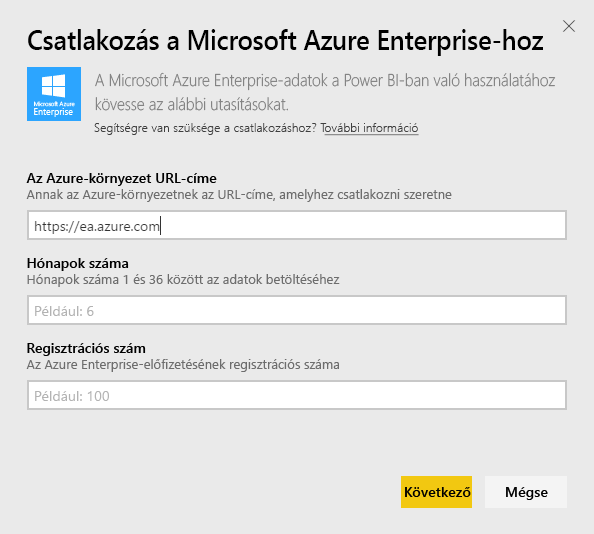 Csatlakozás a Microsoft Azure Enterprise-hoz
Microsoft Azure
Enterprise
A Microsoft Azure Enterprise-adatok a Power BI-ban való használatához
kövesse az alábbi utasításokat.
Segítségre van szüksége a csatlakozáshoz? További információ
Az Azure-környezet URL-címe
Annak az Azure-környezetnek az URL-címe, amelyhez csatlakozni szeretne
https://ea.azure.com
Hónapok száma
Hónapok száma 1 és 36 között az adatok betöltéséhez
Például: 6
Regisztrációs szám
Az Azure Enterprise-előfizetésének regisztrációs száma
Például: 100
Következő
Mégse